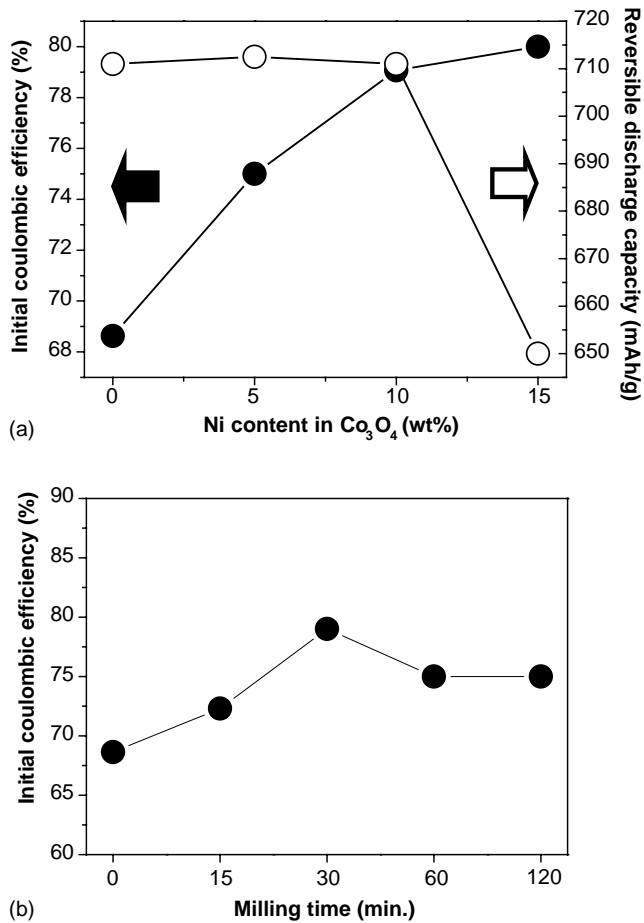 80
78
76
74
72
70
68
Initial coulombic efficiency (%)
720
710
700
690
680
670
660
650
Reversible discharge capacity (mAh/g)
0 5 10 15
Ni content in Co3O4 (wt%)
(a)
90
85
80
75
70
65
60
Initial coulombic efficiency (%)
0 15 30 60 120
Milling time (min.)
(b)